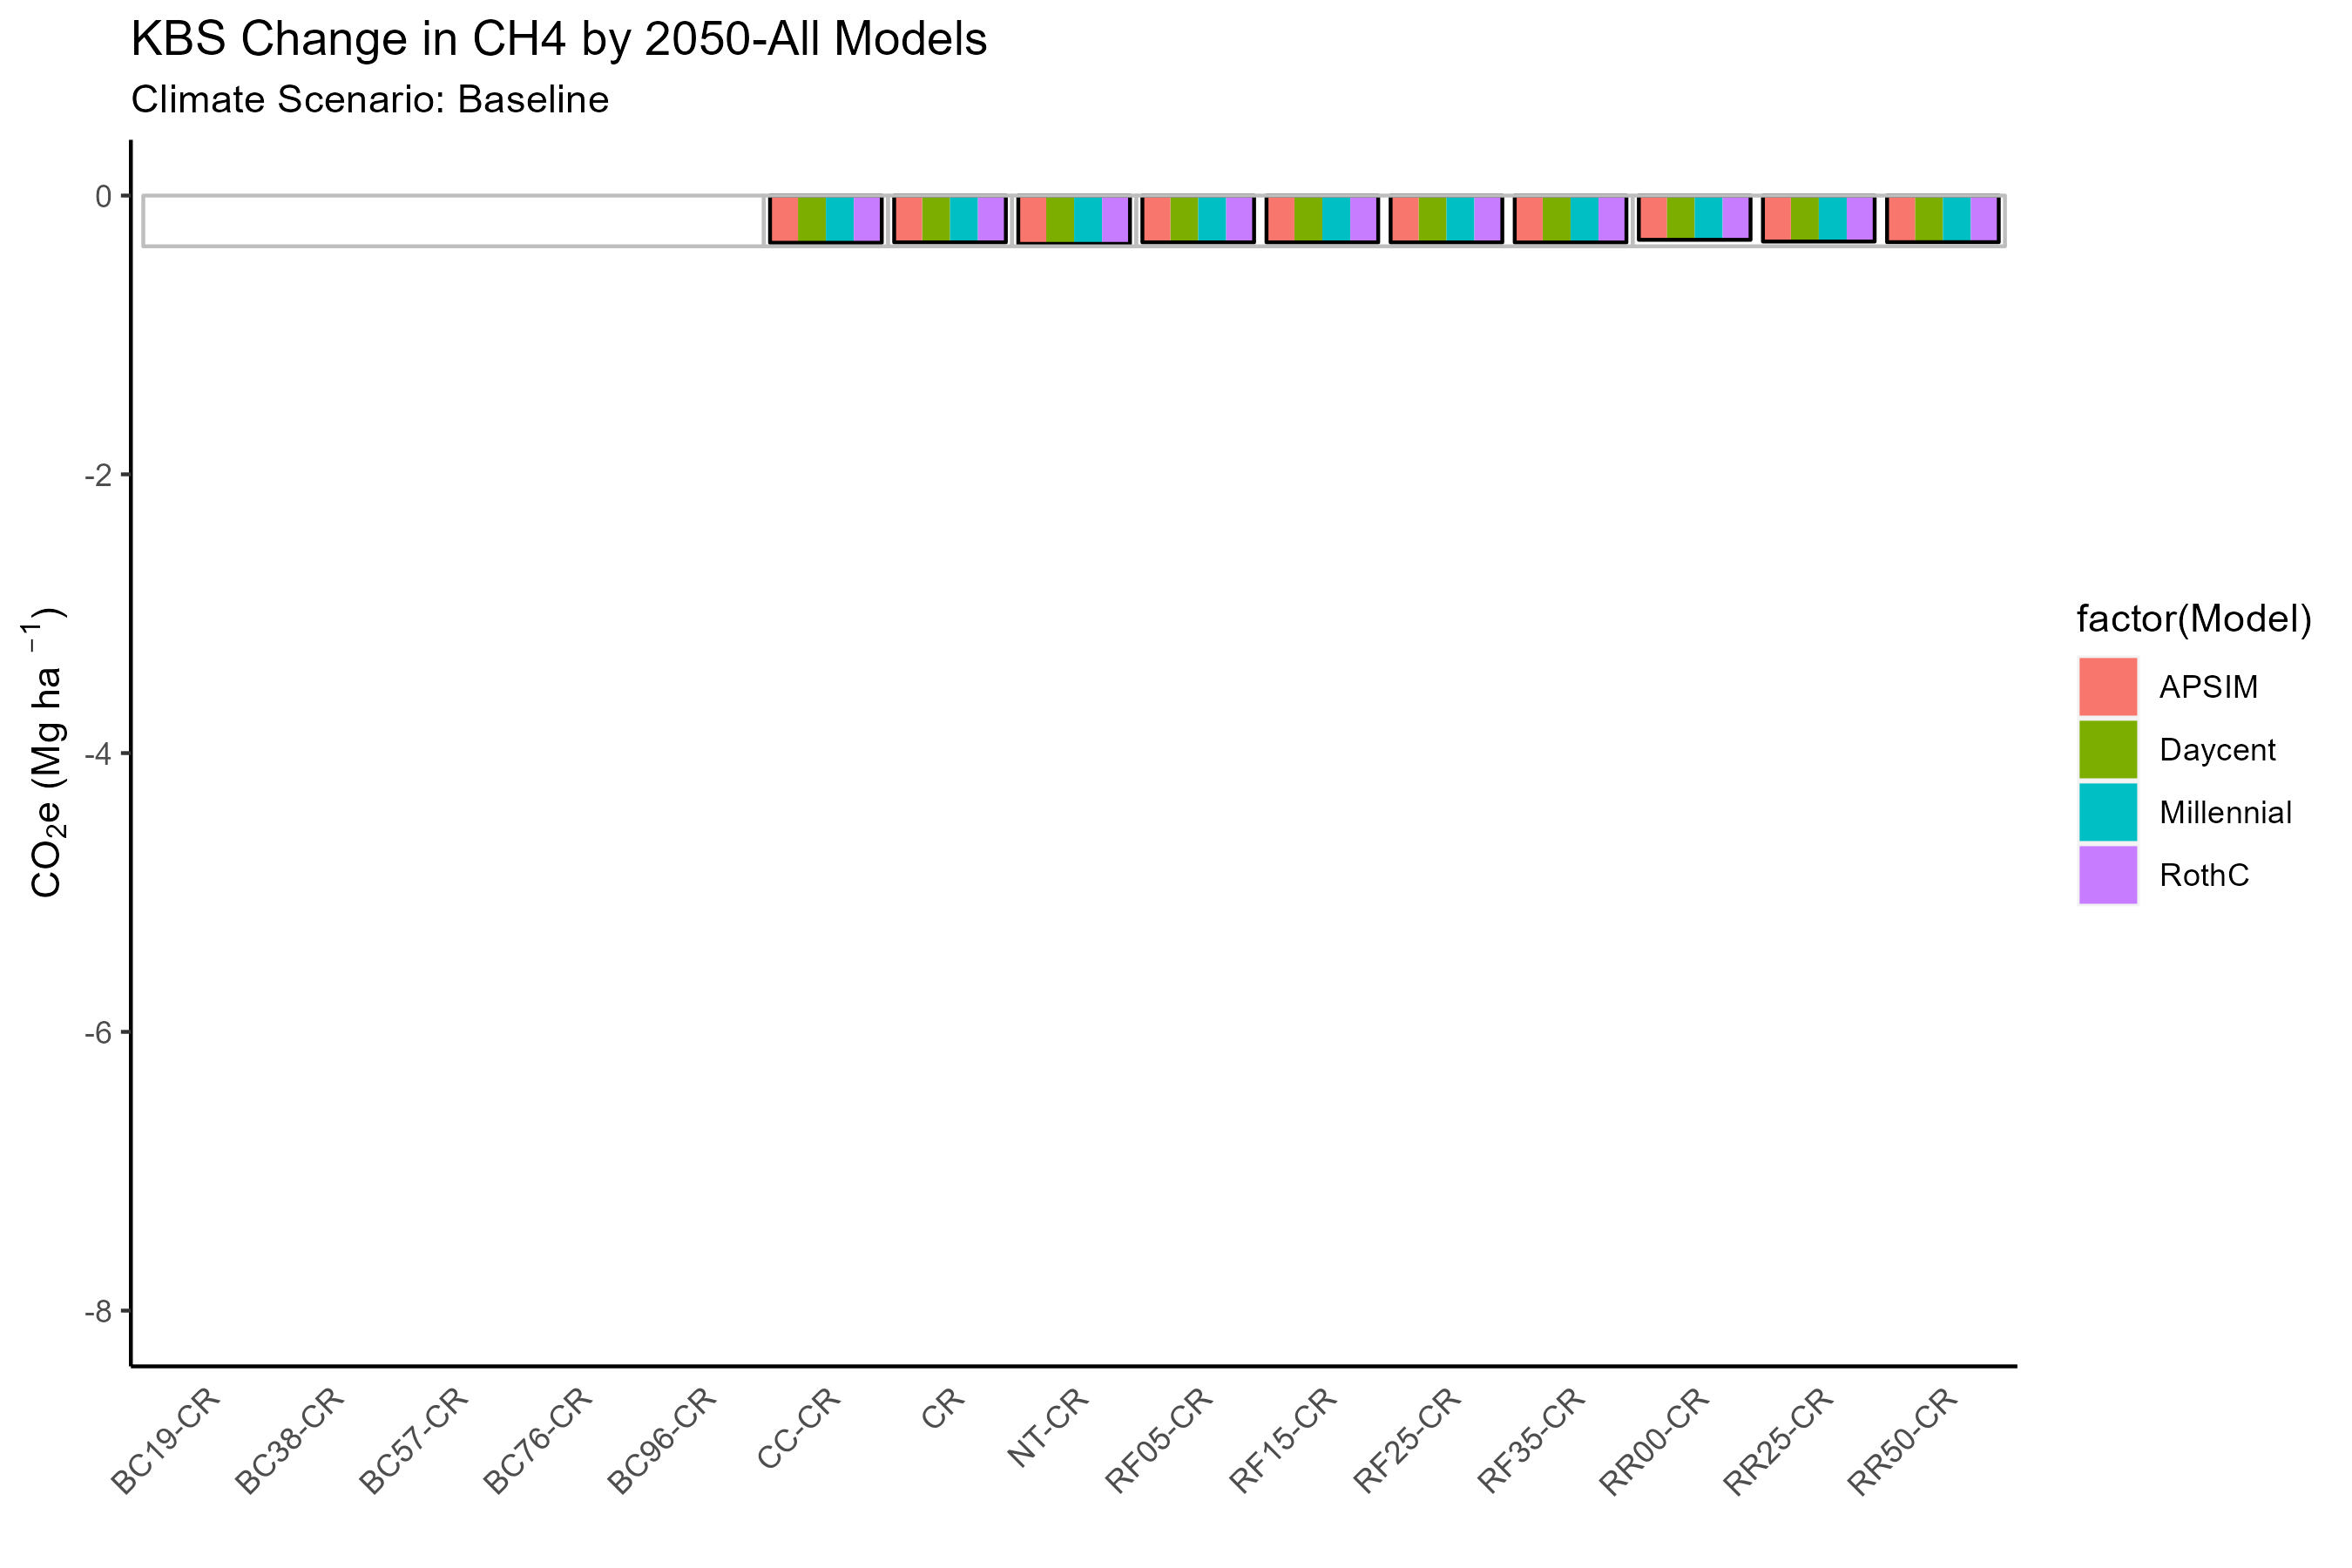 KBS Change in CH4 by 2050-All Models
Climate Scenario: Baseline
0
-2
-4
-6
-8
CO₂e (Mg ha ⁻¹)
BC19-CR
BC38-CR
BC57-CR
BC76-CR
BC96-CR
CC-CR
CR
NT-CR
RF05-CR
RF15-CR
RF25-CR
RF35-CR
RR00-CR
RR25-CR
RR50-CR
factor(Model)
APSIM
Daycent
Millennial
RothC